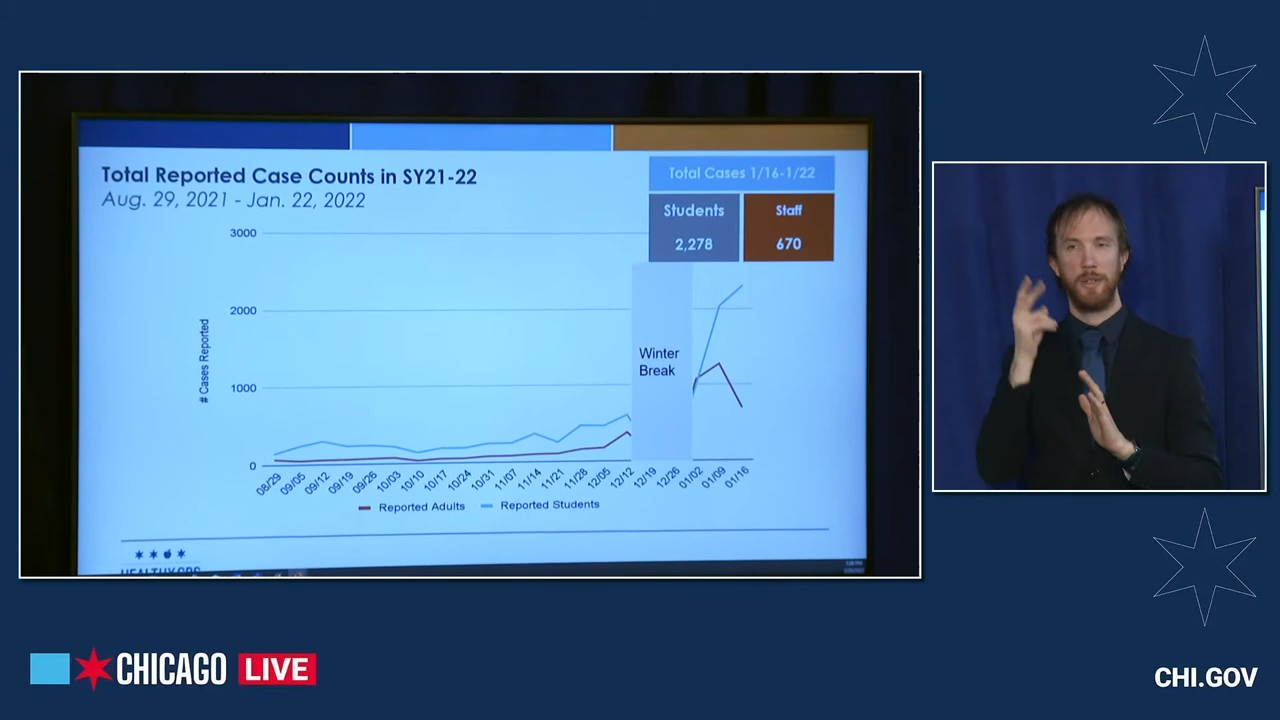 Total Reported Case Counts in SY21-22
Aug. 29, 2021 - Jan. 22, 2022
Total Cases 1/16-1/22
Students
2,278
Staff
670
3000
2000
1000
0
# Cases Reported
Winter
Break
08/29
09/05
09/12
09/19
09/26
10/03
10/10
10/17
10/24
10/31
11/07
11/14
11/21
11/28
12/05
12/12
12/19
12/26
01/02
01/09
01/16
Reported Adults
Reported Students
HEALTHY CPS
CHICAGO LIVE
CHI.GOV